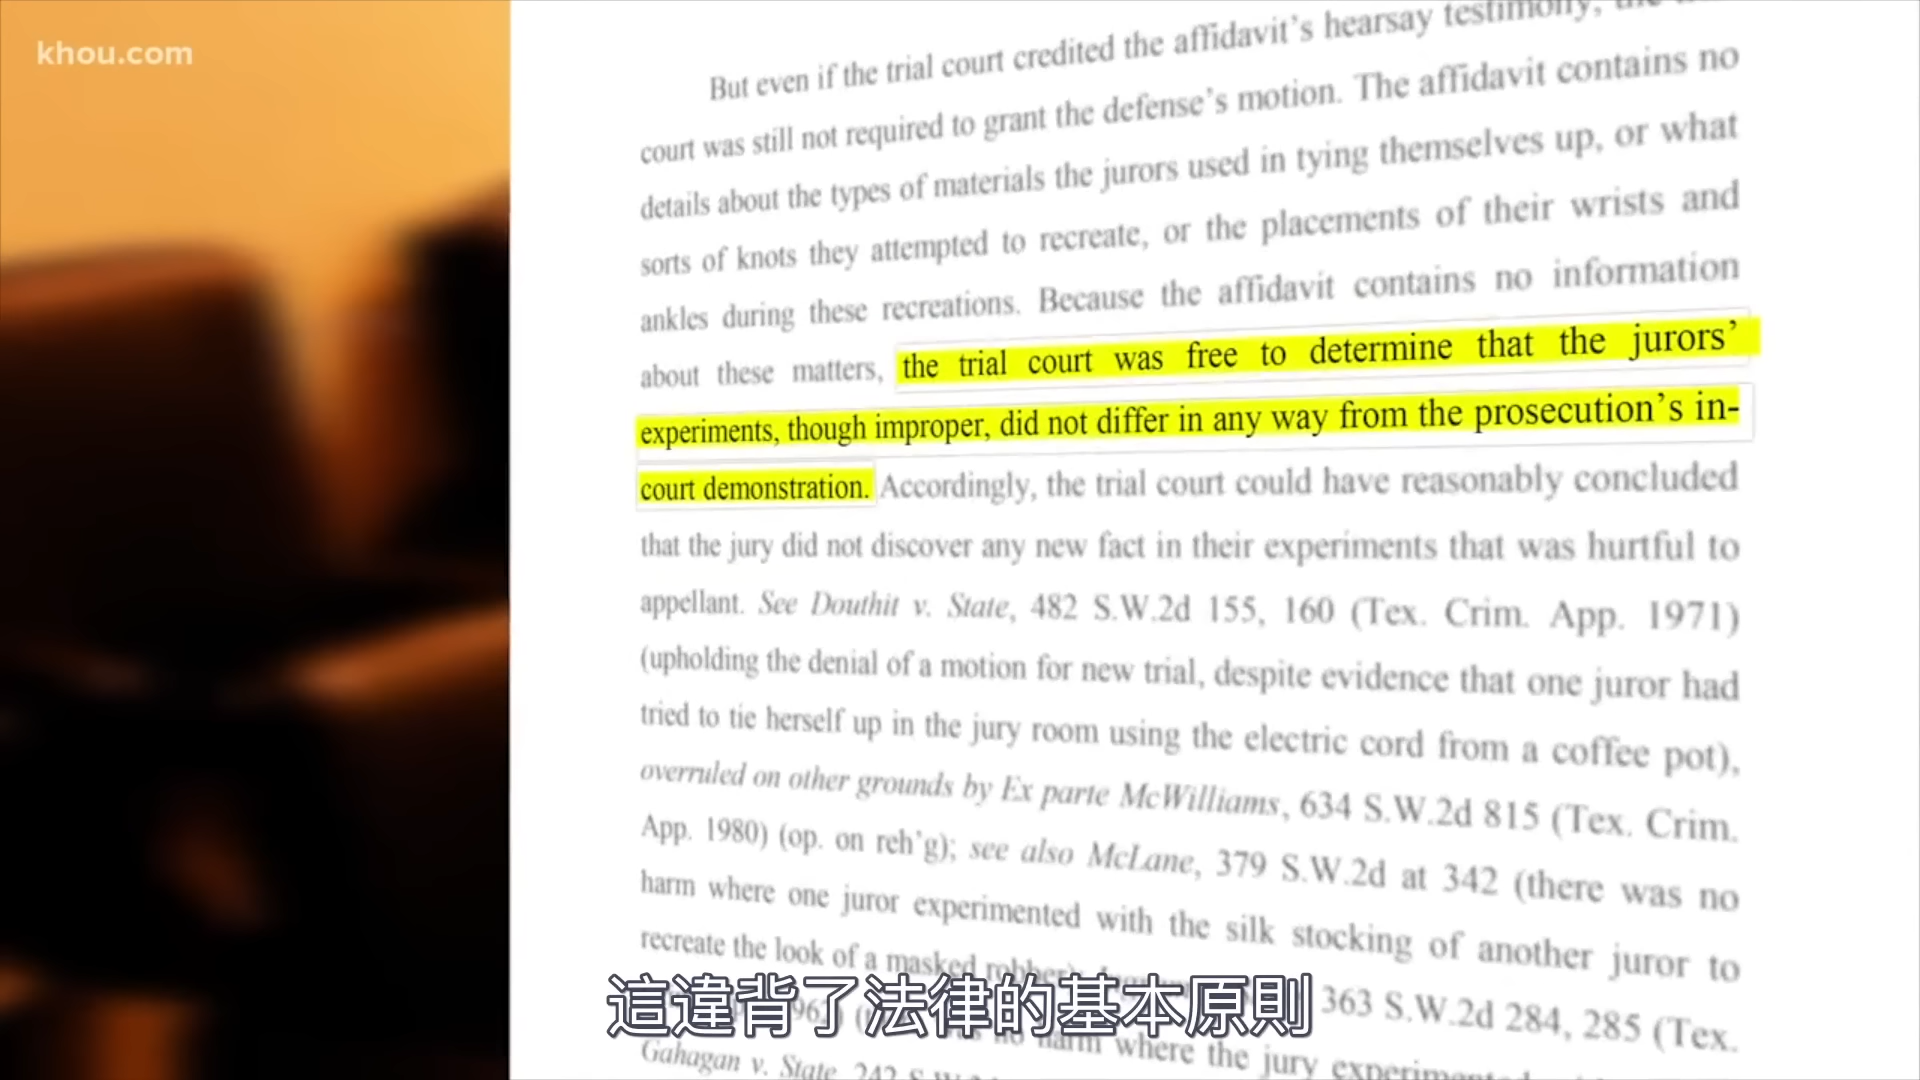 khou.com
But even if the trial court credited the affidavit’s hearsay testimony, the
court was still not required to grant the defense’s motion. The affidavit contains no
details about the types of materials the jurors used in tying themselves up, or what
sorts of knots they attempted to recreate, or the placements of their wrists and
ankles during these recreations. Because the affidavit contains no information
about these matters, the trial court was free to determine that the jurors’
experiments, though improper, did not differ in any way from the prosecution’s in-
court demonstration. Accordingly, the trial court could have reasonably concluded
that the jury did not discover any new fact in their experiments that was hurtful to
appellant. See Douthit v. State, 482 S.W.2d 155, 160 (Tex. Crim. App. 1971)
(upholding the denial of a motion for new trial, despite evidence that one juror had
tried to tie herself up in the jury room using the electric cord from a coffee pot),
overruled on other grounds by Ex parte McWilliams, 634 S.W.2d 815 (Tex. Crim.
App. 1980) (op. on reh’g); see also McLane, 379 S.W.2d at 342 (there was no
harm where one juror experimented with the silk stocking of another juror to
recreate the look of a masked robber);
363 S.W.2d 284, 285 (Tex.
no harm where the jury experimented
Gahagan v. State, 242 S.W.2d
這違背了法律的基本原則